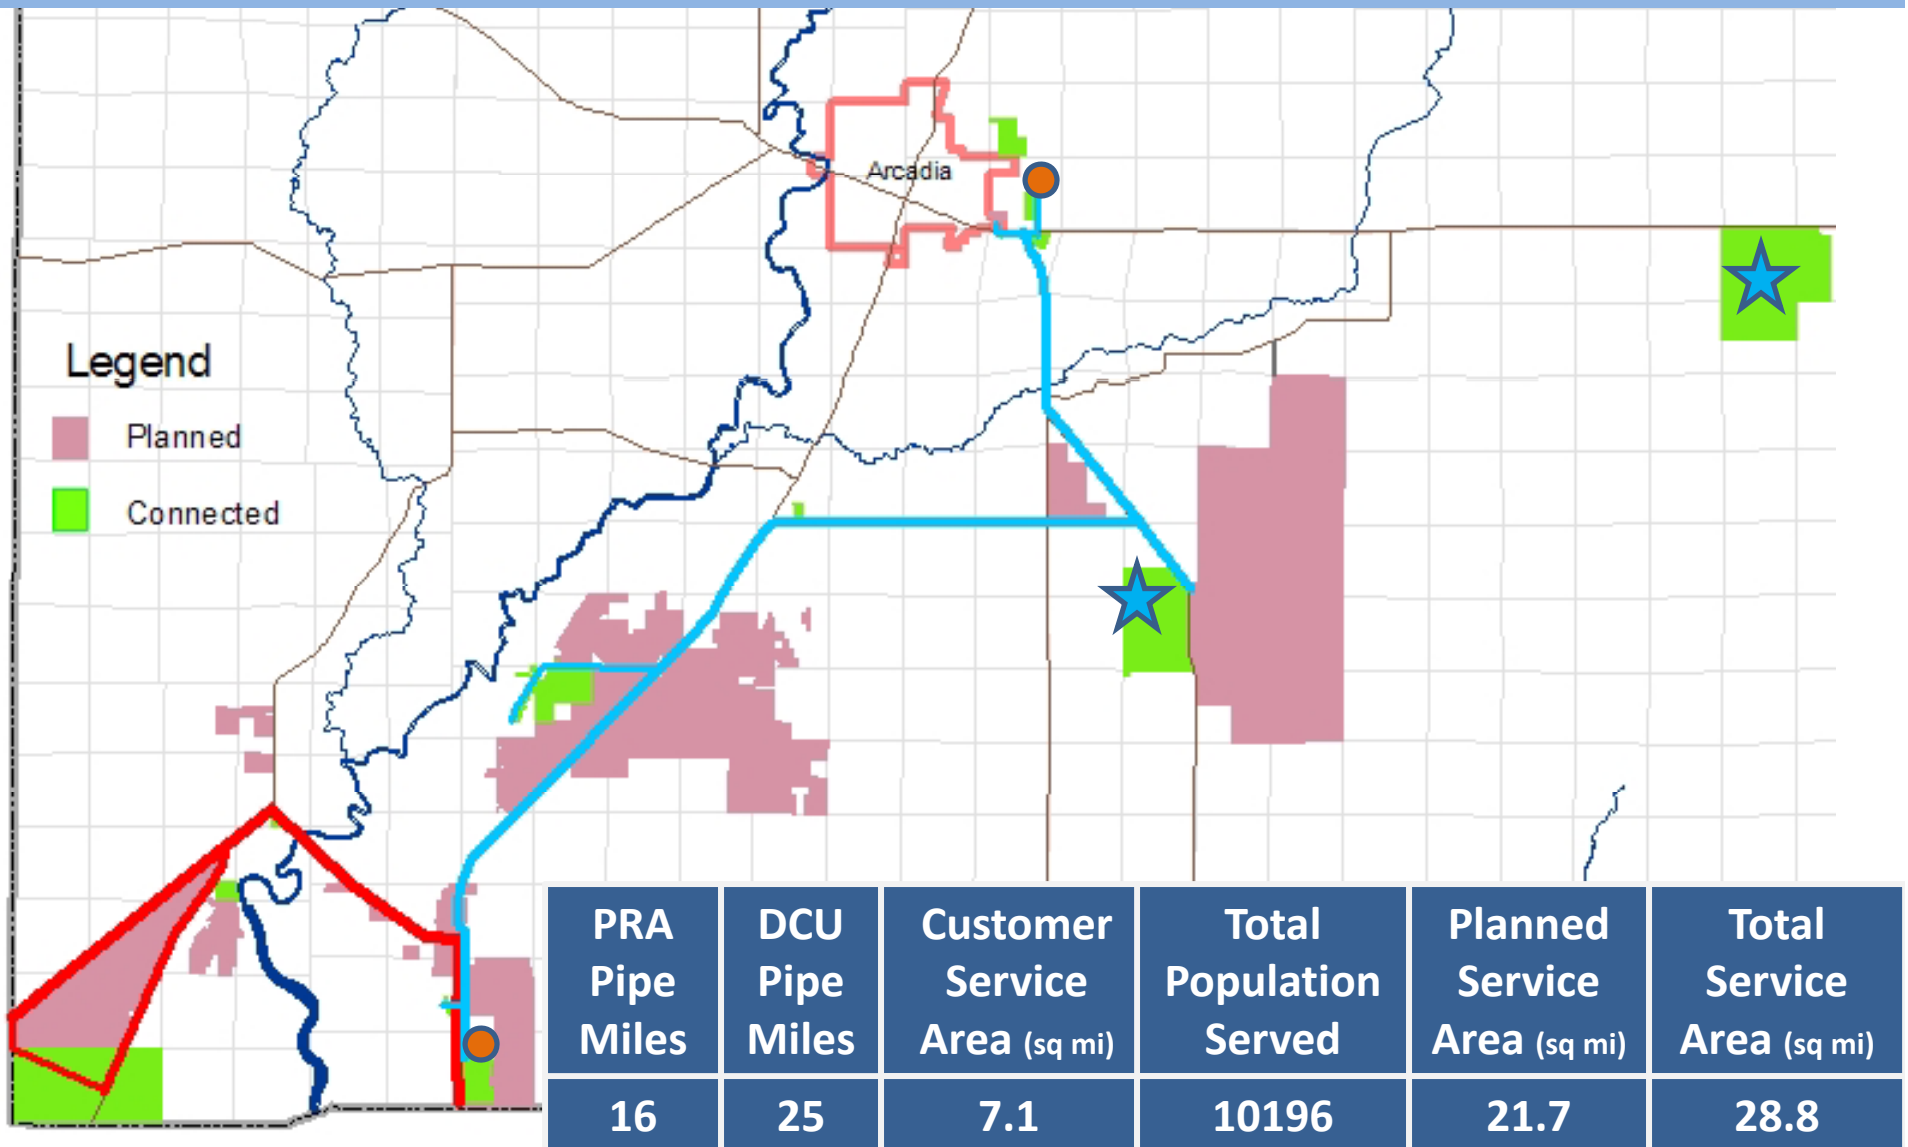 Arcadia
Legend
Planned
Connected
PRA Pipe Miles
DCU Pipe Miles
Customer Service Area (sq mi)
Total Population Served
Planned Service Area (sq mi)
Total Service Area (sq mi)
16
25
7.1
10196
21.7
28.8